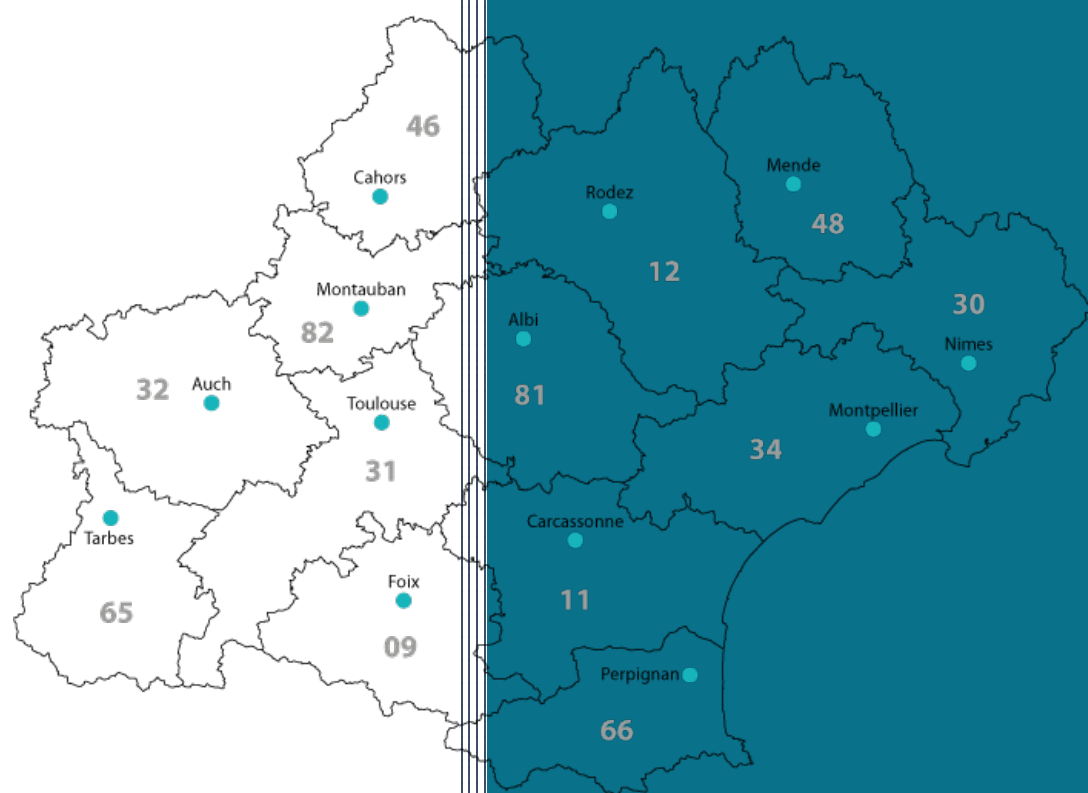 46
Cahors
Mende
48
Rodez
12
Montauban
82
30
Nimes
Albi
81
32
Auch
Toulouse
31
Montpellier
34
Tarbes
65
Carcassonne
11
Foix
09
Perpignan
66